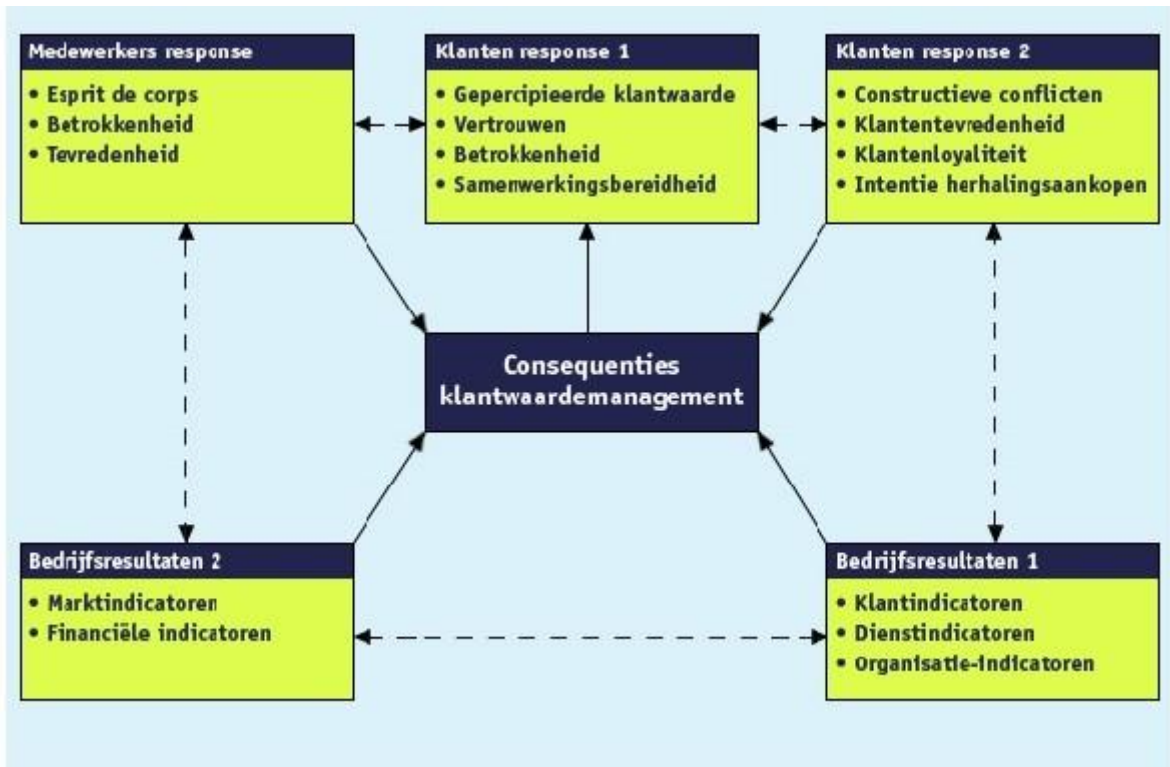 Medewerkers response
• Esprit de corps
• Betrokkenheid
• Tevredenheid
Klanten response 1
• Gepercipieerde klantwaarde
• Vertrouwen
• Betrokkenheid
• Samenwerkingsbereidheid
Klanten response 2
• Constructieve conflicten
• Klantentevredenheid
• Klantenloyaliteit
• Intentie herhalingsaankopen
Consequenties
klantwaardemanagement
Bedrijfsresultaten 2
• Marktindicatoren
• Financiële indicatoren
Bedrijfsresultaten 1
• Klantindicatoren
• Dienstindicatoren
• Organisatie-indicatoren